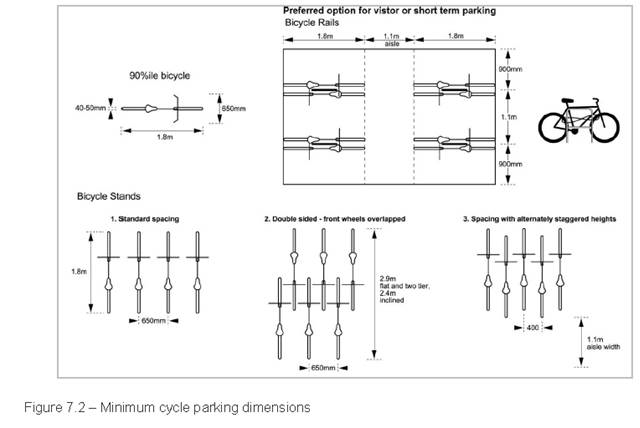 Preferred option for vistor or short term parking
Bicycle Rails
1.8m
1.1m
aisle
1.8m
900mm
1.1m
900mm
90%ile bicycle
40-50mm
650mm
1.8m
Bicycle Stands
1. Standard spacing
1.8m
650mm
2. Double sided - front wheels overlapped
2.9m
flat and two tier,
2.4m
inclined
650mm
3. Spacing with alternately staggered heights
400
1.1m
aisle width
Figure 7.2 – Minimum cycle parking dimensions